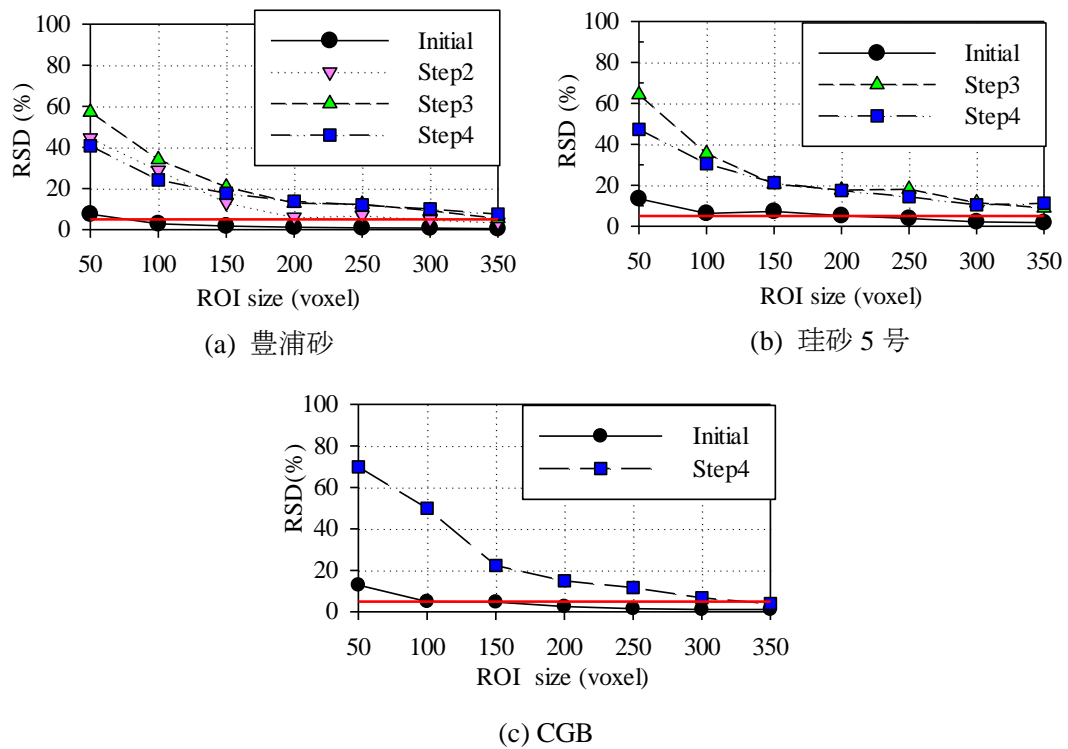 100
80
60
40
20
0
RSD (%)
Initial
Step2
Step3
Step4
50 100 150 200 250 300 350
ROI size (voxel)
(a) 豊浦砂
100
80
60
40
20
0
RSD (%)
Initial
Step3
Step4
50 100 150 200 250 300 350
ROI size (voxel)
(b) 珪砂 5 号
100
80
60
40
20
0
RSD(%)
Initial
Step4
50 100 150 200 250 300 350
ROI size (voxel)
(c) CGB